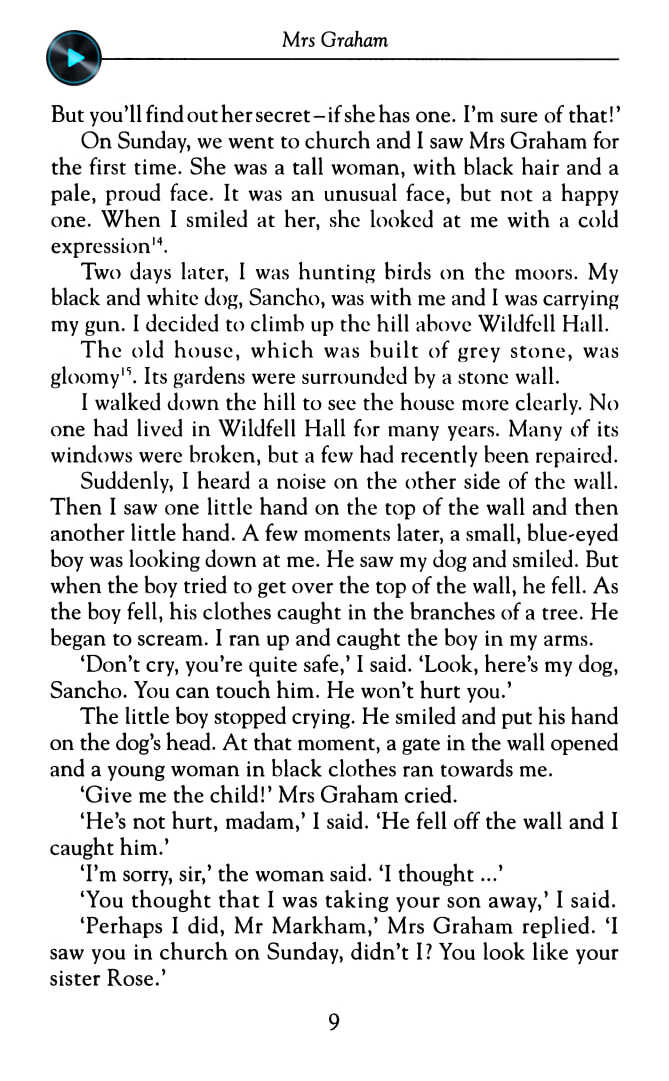 Mrs Graham
But you'll find out her secret – if she has one. I'm sure of that!'
On Sunday, we went to church and I saw Mrs Graham for
the first time. She was a tall woman, with black hair and a
pale, proud face. It was an unusual face, but not a happy
one. When I smiled at her, she looked at me with a cold
expression¹⁴.
Two days later, I was hunting birds on the moors. My
black and white dog, Sancho, was with me and I was carrying
my gun. I decided to climb up the hill above Wildfell Hall.
The old house, which was built of grey stone, was
gloomy¹⁵. Its gardens were surrounded by a stone wall.
I walked down the hill to see the house more clearly. No
one had lived in Wildfell Hall for many years. Many of its
windows were broken, but a few had recently been repaired.
Suddenly, I heard a noise on the other side of the wall.
Then I saw one little hand on the top of the wall and then
another little hand. A few moments later, a small, blue-eyed
boy was looking down at me. He saw my dog and smiled. But
when the boy tried to get over the top of the wall, he fell. As
the boy fell, his clothes caught in the branches of a tree. He
began to scream. I ran up and caught the boy in my arms.
'Don't cry, you're quite safe,' I said. 'Look, here's my dog,
Sancho. You can touch him. He won't hurt you.'
The little boy stopped crying. He smiled and put his hand
on the dog's head. At that moment, a gate in the wall opened
and a young woman in black clothes ran towards me.
'Give me the child!' Mrs Graham cried.
'He's not hurt, madam,' I said. 'He fell off the wall and I
caught him.'
'I'm sorry, sir,' the woman said. 'I thought ...'
'You thought that I was taking your son away,' I said.
'Perhaps I did, Mr Markham,' Mrs Graham replied. 'I
saw you in church on Sunday, didn't I? You look like your
sister Rose.'
9